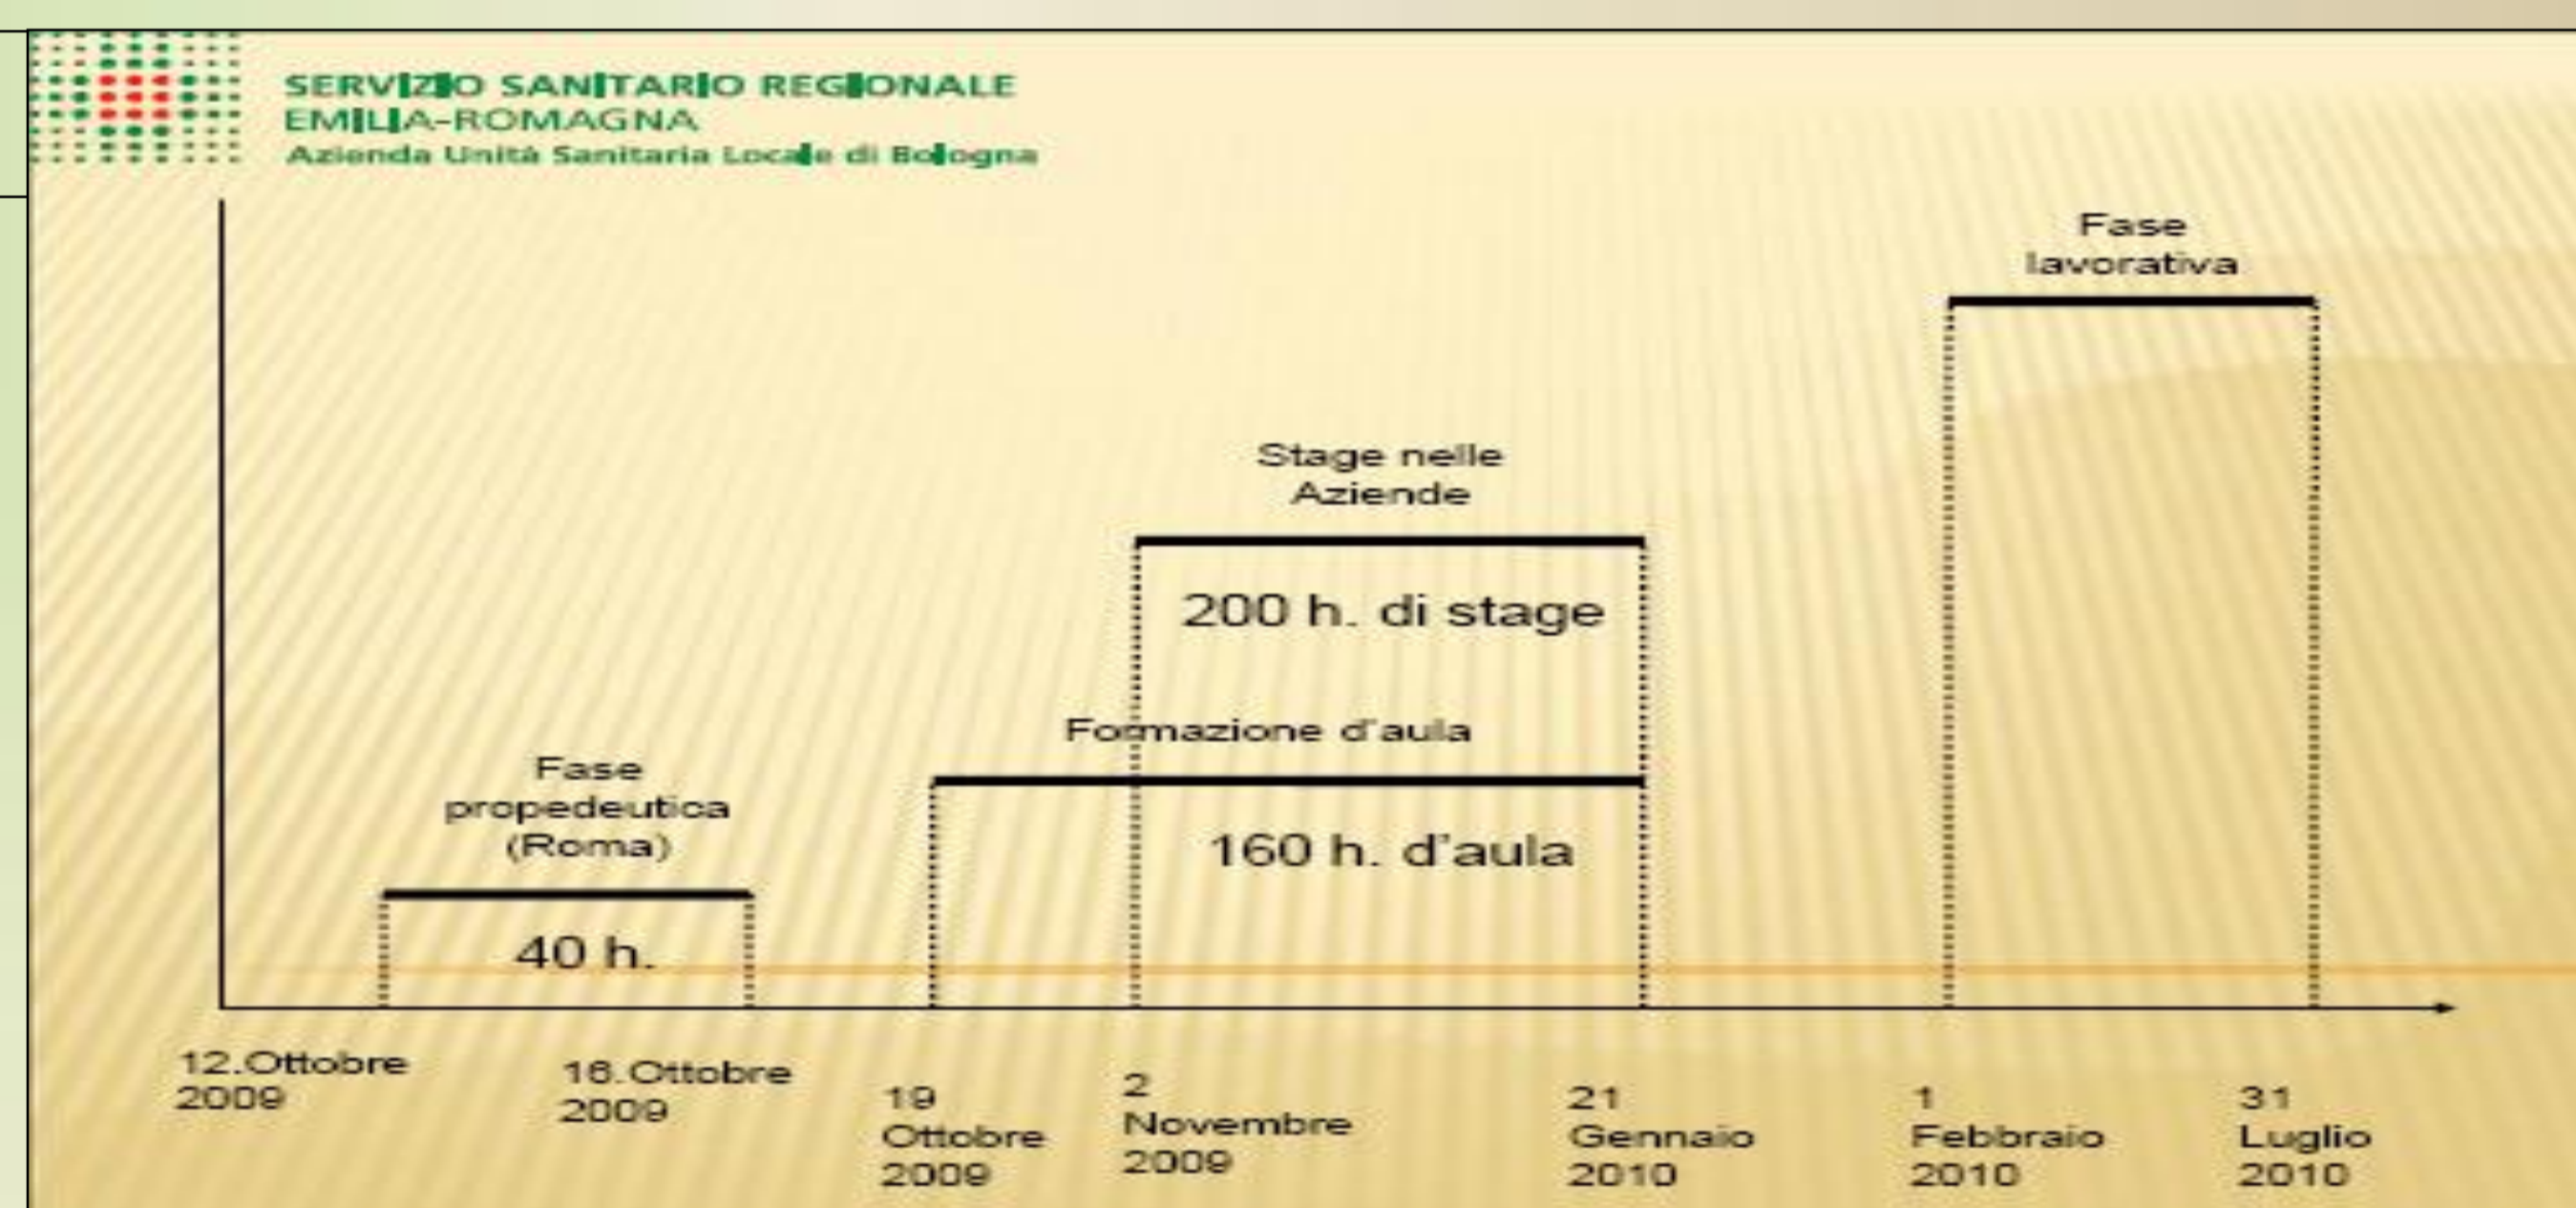 SERVIZIO SANITARIO REGIONALE
EMILIA-ROMAGNA
Azienda Unità Sanitaria Locale di Bologna
Fase
lavorativa
Stage nelle
Aziende
200 h. di stage
Formazione d'aula
160 h. d'aula
Fase
propedeutica
(Roma)
40 h.
12.Ottobre
2009
16.Ottobre
2009
19
Ottobre
2009
2
Novembre
2009
21
Gennaio
2010
1
Febbraio
2010
31
Luglio
2010